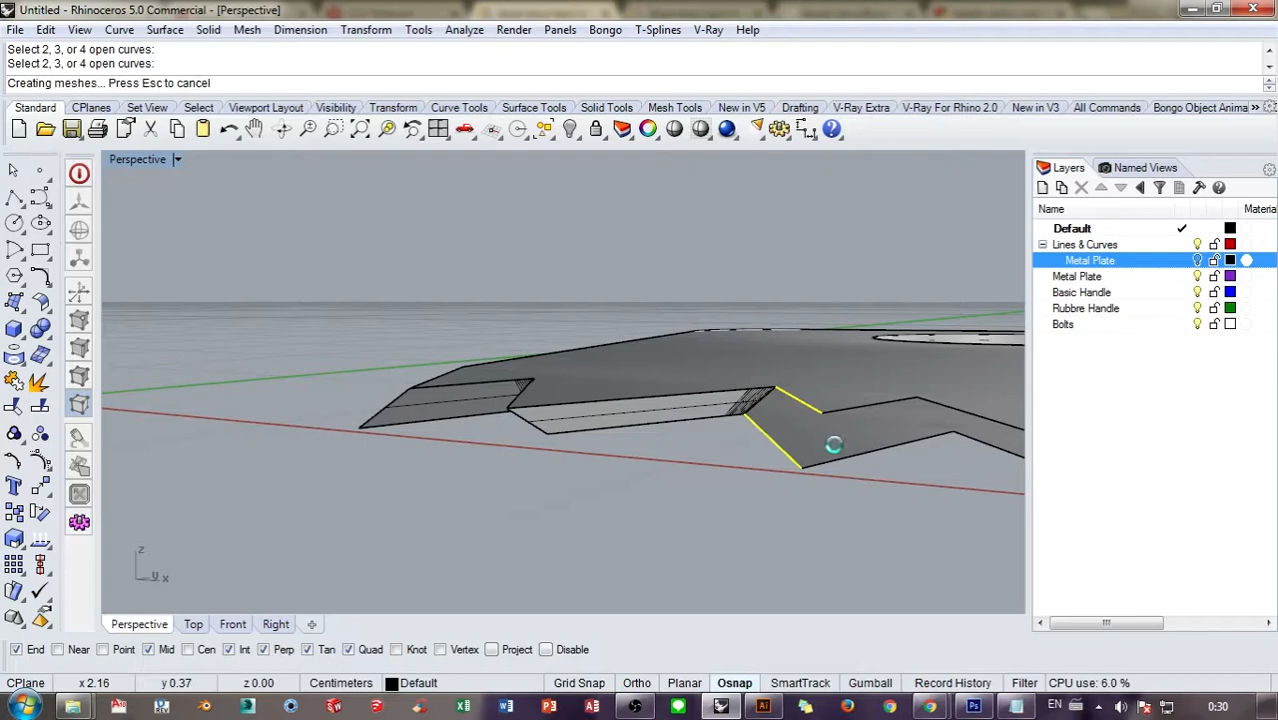 Untitled - Rhinoceros 5.0 Commercial - [Perspective]
File Edit View Curve Surface Solid Mesh Dimension Transform Tools Analyze Render Panels Bongo T-Splines V-Ray Help
Select 2, 3, or 4 open curves:
Select 2, 3, or 4 open curves:
Creating meshes... Press Esc to cancel
Standard CPlanes Set View Select Viewport Layout Visibility Transform Curve Tools Surface Tools Solid Tools Mesh Tools New in V5 Drafting V-Ray Extra V-Ray For Rhino 2.0 New in V3 All Commands Bongo Object Anima »
Perspective
Layers Named Views
Name Material
Default
Lines & Curves
Metal Plate
Metal Plate
Basic Handle
Rubbre Handle
Bolts
z
y x
Perspective Top Front Right
End Near Point Mid Cen Int Perp Tan Quad Knot Vertex Project Disable
CPlane x 2.16 y 0.37 z 0.00 Centimeters Default Grid Snap Ortho Planar Osnap SmartTrack Gumball Record History Filter CPU use: 6.0 %
EN 0:30